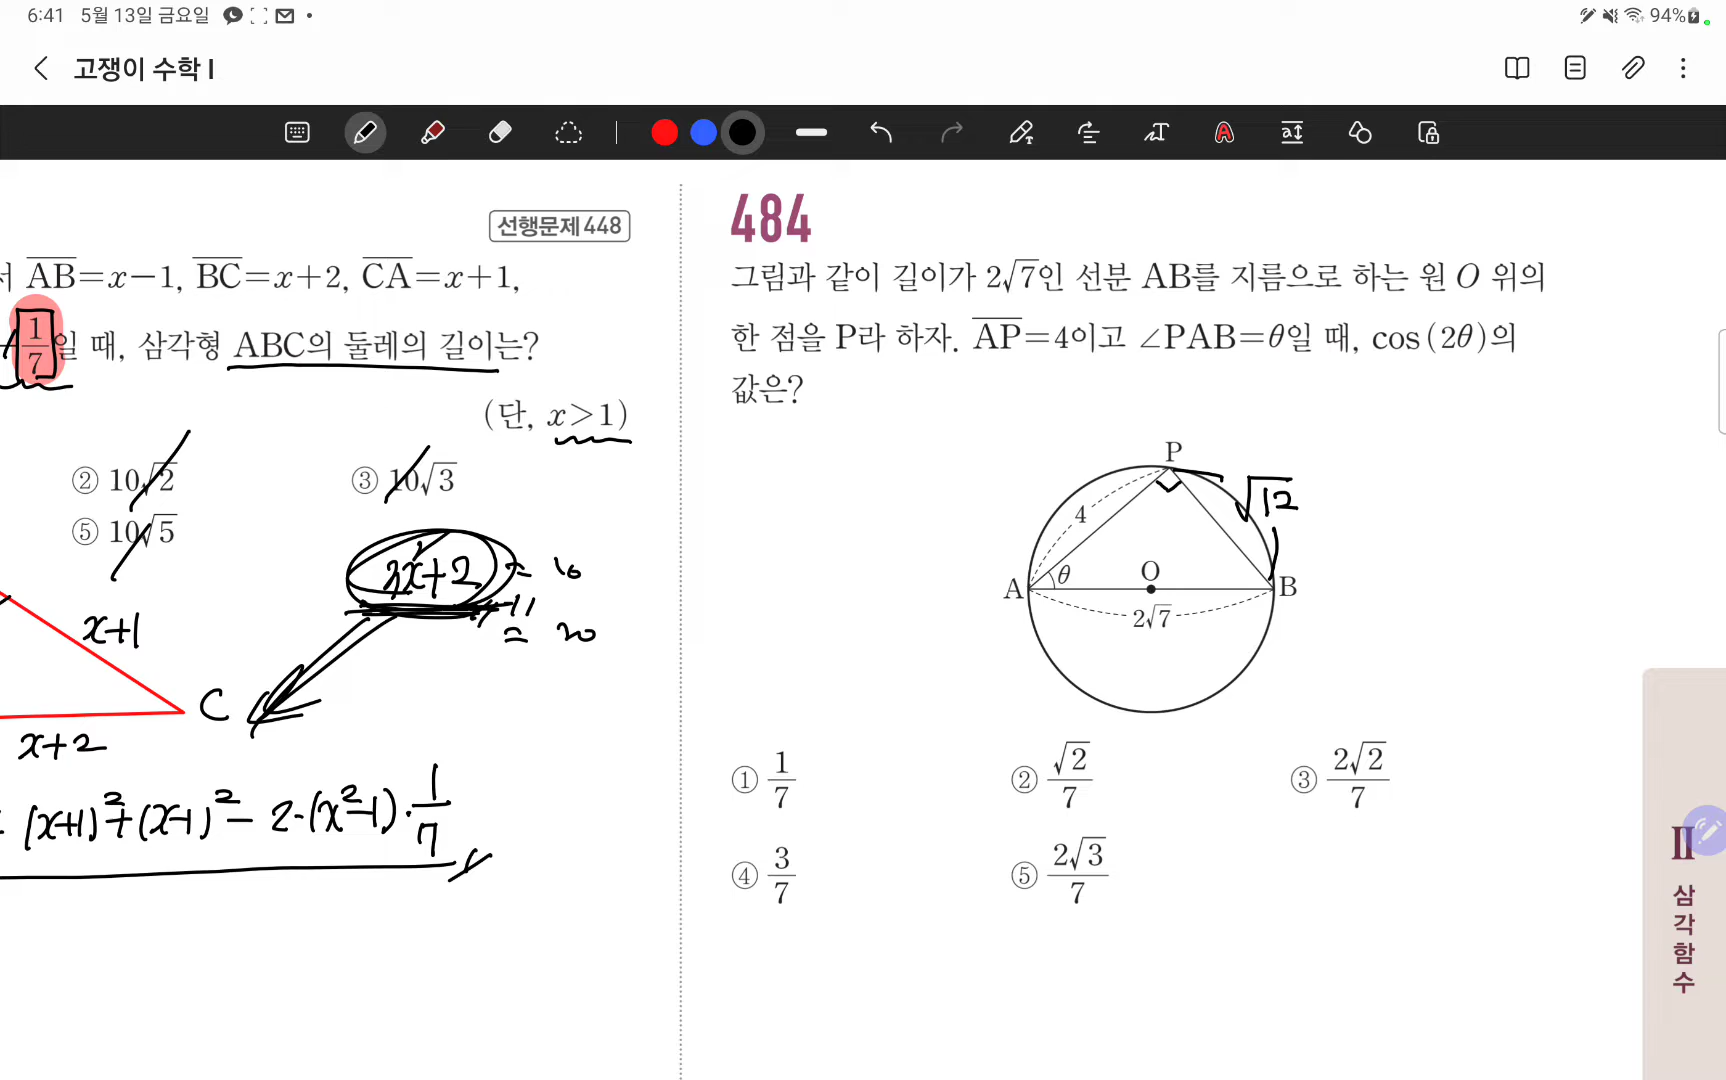 6:41 5월 13일 금요일
94%
고쟁이 수학 I
선행문제 448
서 AB=x−1, BC=x+2, CA=x+1,
1/7일 때, 삼각형 ABC의 둘레의 길이는?
(단, x>1)
② 10√2
③ 10√3
⑤ 10√5
3x+2
= 20
x+1
C
x+2
(x+1)²+(x-1)²- 2·(x²-1)·1/7
484
그림과 같이 길이가 2√7인 선분 AB를 지름으로 하는 원 O 위의
한 점을 P라 하자. AP=4이고 ∠PAB=θ일 때, cos(2θ)의
값은?
P
√12
4
A
θ
O
B
2√7
① 1/7
② √2/7
③ 2√2/7
④ 3/7
⑤ 2√3/7
II
삼각함수